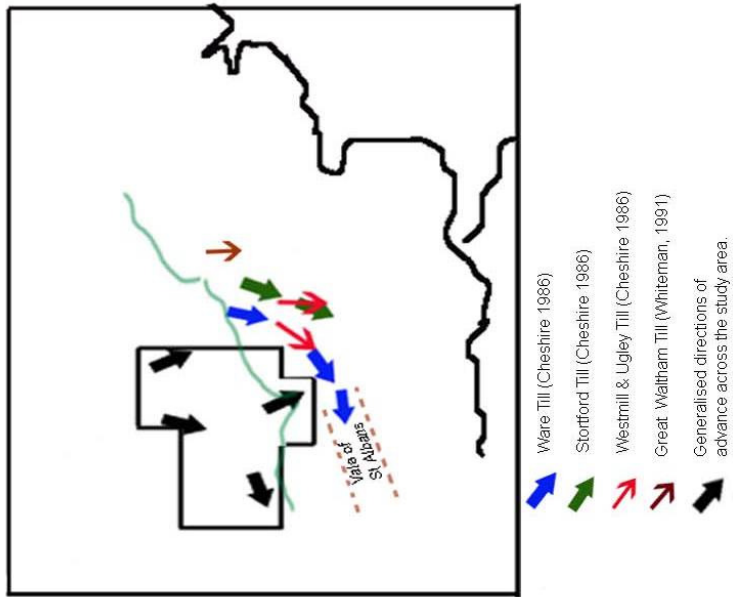 Vale of
St Albans
Ware Till (Cheshire 1986)
Stortford Till (Cheshire 1986)
Westmill & Ugley Till (Cheshire 1986)
Great Waltham Till (Whiteman, 1991)
Generalised directions of
advance across the study area.